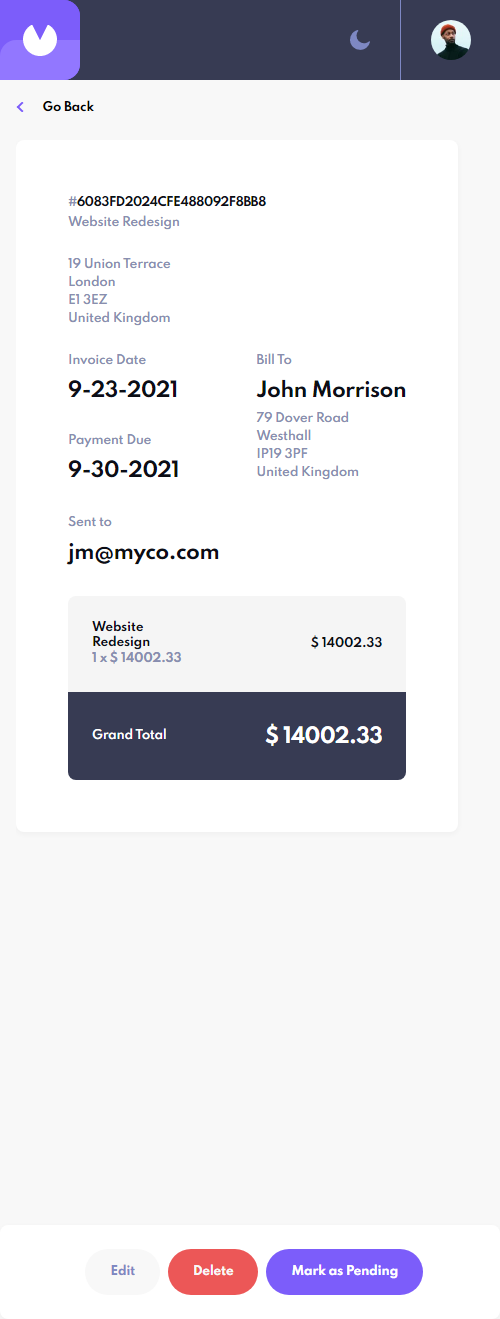 Go Back
#6083FD2024CFE488092F8BB8
Website Redesign
19 Union Terrace
London
E1 3EZ
United Kingdom
Invoice Date
9-23-2021
Payment Due
9-30-2021
Bill To
John Morrison
79 Dover Road
Westhall
IP19 3PF
United Kingdom
Sent to
jm@myco.com
Website
Redesign
1 x $ 14002.33
$ 14002.33
Grand Total
$ 14002.33
Edit
Delete
Mark as Pending